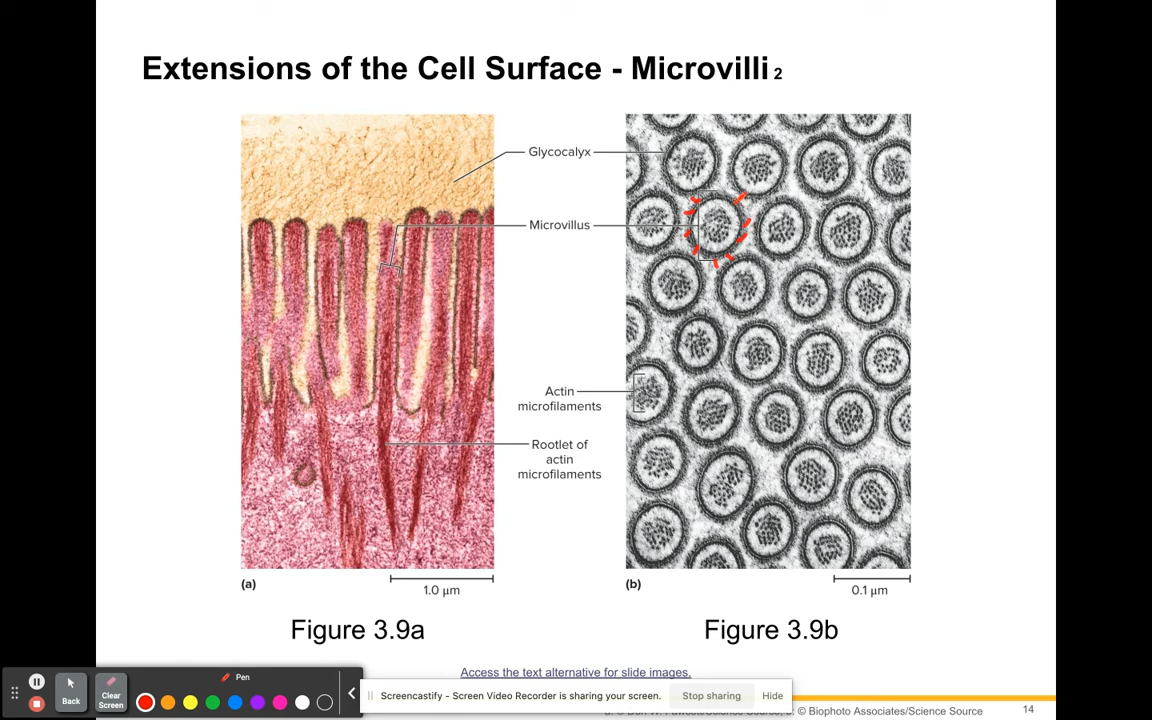 Extensions of the Cell Surface - Microvilli 2
Glycocalyx
Microvillus
Actin
microfilaments
Rootlet of
actin
microfilaments
(a)
1.0 µm
(b)
0.1 µm
Figure 3.9a
Figure 3.9b
Access the text alternative for slide images.
Pen
Back
Clear
Screen
Screencastify - Screen Video Recorder is sharing your screen.
Stop sharing
Hide
© Biophoto Associates/Science Source
14